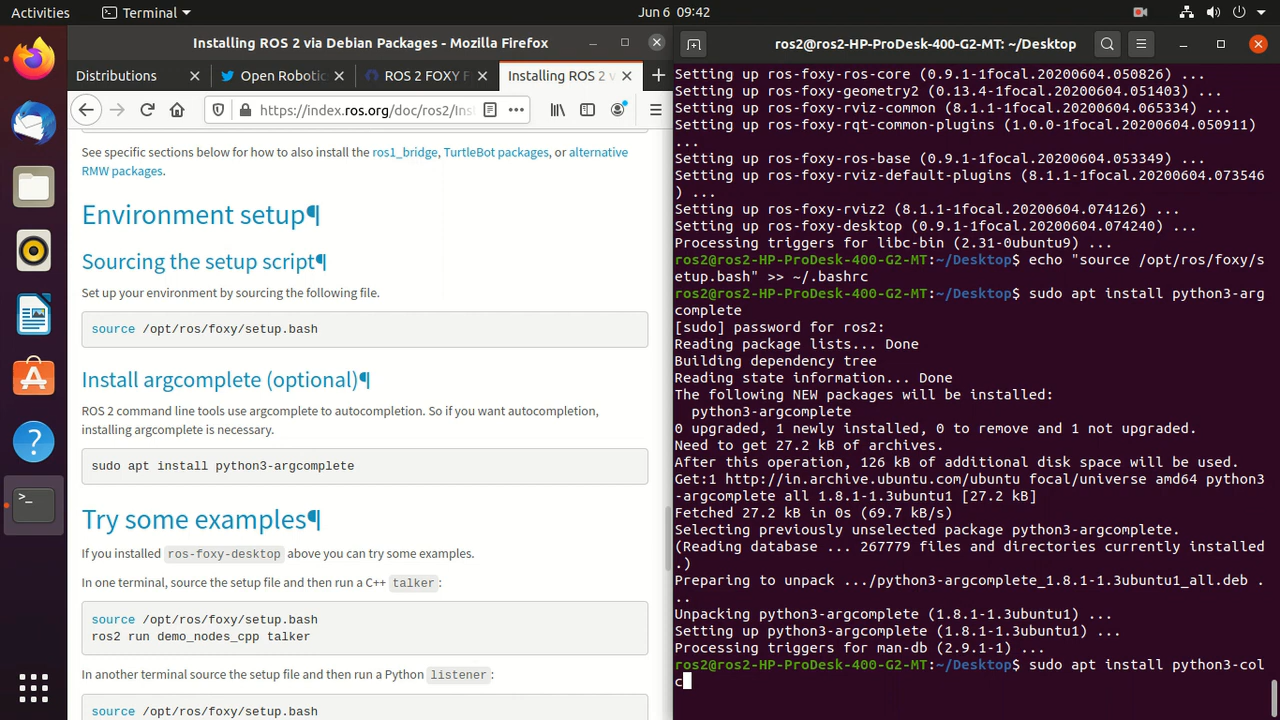 Activities
Terminal
Jun 6 09:42
Installing ROS 2 via Debian Packages - Mozilla Firefox
Distributions
Open Robotic
ROS 2 FOXY F
Installing ROS 2 v
https://index.ros.org/doc/ros2/Inst
See specific sections below for how to also install the ros1_bridge, TurtleBot packages, or alternative
RMW packages.
Environment setup¶
Sourcing the setup script¶
Set up your environment by sourcing the following file.
source /opt/ros/foxy/setup.bash
Install argcomplete (optional)¶
ROS 2 command line tools use argcomplete to autocompletion. So if you want autocompletion,
installing argcomplete is necessary.
sudo apt install python3-argcomplete
Try some examples¶
If you installed ros-foxy-desktop above you can try some examples.
In one terminal, source the setup file and then run a C++ talker:
source /opt/ros/foxy/setup.bash
ros2 run demo_nodes_cpp talker
In another terminal source the setup file and then run a Python listener:
source /opt/ros/foxy/setup.bash
ros2@ros2-HP-ProDesk-400-G2-MT: ~/Desktop
Setting up ros-foxy-ros-core (0.9.1-1focal.20200604.050826) ...
Setting up ros-foxy-geometry2 (0.13.4-1focal.20200604.051403) ...
Setting up ros-foxy-rviz-common (8.1.1-1focal.20200604.065334) ...
Setting up ros-foxy-rqt-common-plugins (1.0.0-1focal.20200604.050911)
...
Setting up ros-foxy-ros-base (0.9.1-1focal.20200604.053349) ...
Setting up ros-foxy-rviz-default-plugins (8.1.1-1focal.20200604.073546
) ...
Setting up ros-foxy-rviz2 (8.1.1-1focal.20200604.074126) ...
Setting up ros-foxy-desktop (0.9.1-1focal.20200604.074240) ...
Processing triggers for libc-bin (2.31-0ubuntu9) ...
ros2@ros2-HP-ProDesk-400-G2-MT:~/Desktop$ echo "source /opt/ros/foxy/s
etup.bash" >> ~/.bashrc
ros2@ros2-HP-ProDesk-400-G2-MT:~/Desktop$ sudo apt install python3-arg
complete
[sudo] password for ros2:
Reading package lists... Done
Building dependency tree
Reading state information... Done
The following NEW packages will be installed:
python3-argcomplete
0 upgraded, 1 newly installed, 0 to remove and 1 not upgraded.
Need to get 27.2 kB of archives.
After this operation, 126 kB of additional disk space will be used.
Get:1 http://in.archive.ubuntu.com/ubuntu focal/universe amd64 python3
-argcomplete all 1.8.1-1.3ubuntu1 [27.2 kB]
Fetched 27.2 kB in 0s (69.7 kB/s)
Selecting previously unselected package python3-argcomplete.
(Reading database ... 267779 files and directories currently installed
.)
Preparing to unpack .../python3-argcomplete_1.8.1-1.3ubuntu1_all.deb .
..
Unpacking python3-argcomplete (1.8.1-1.3ubuntu1) ...
Setting up python3-argcomplete (1.8.1-1.3ubuntu1) ...
Processing triggers for man-db (2.9.1-1) ...
ros2@ros2-HP-ProDesk-400-G2-MT:~/Desktop$ sudo apt install python3-col
c